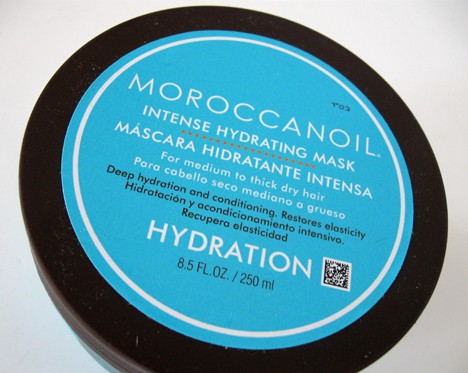 MOROCCANOIL®
INTENSE HYDRATING MASK
MÁSCARA HIDRATANTE INTENSA
For medium to thick dry hair
Para cabello seco mediano a grueso
Deep hydration and conditioning. Restores elasticity
Hidratación y acondicionamiento intensivo.
Recupera elasticidad
HYDRATION
8.5 FL.OZ. / 250 ml